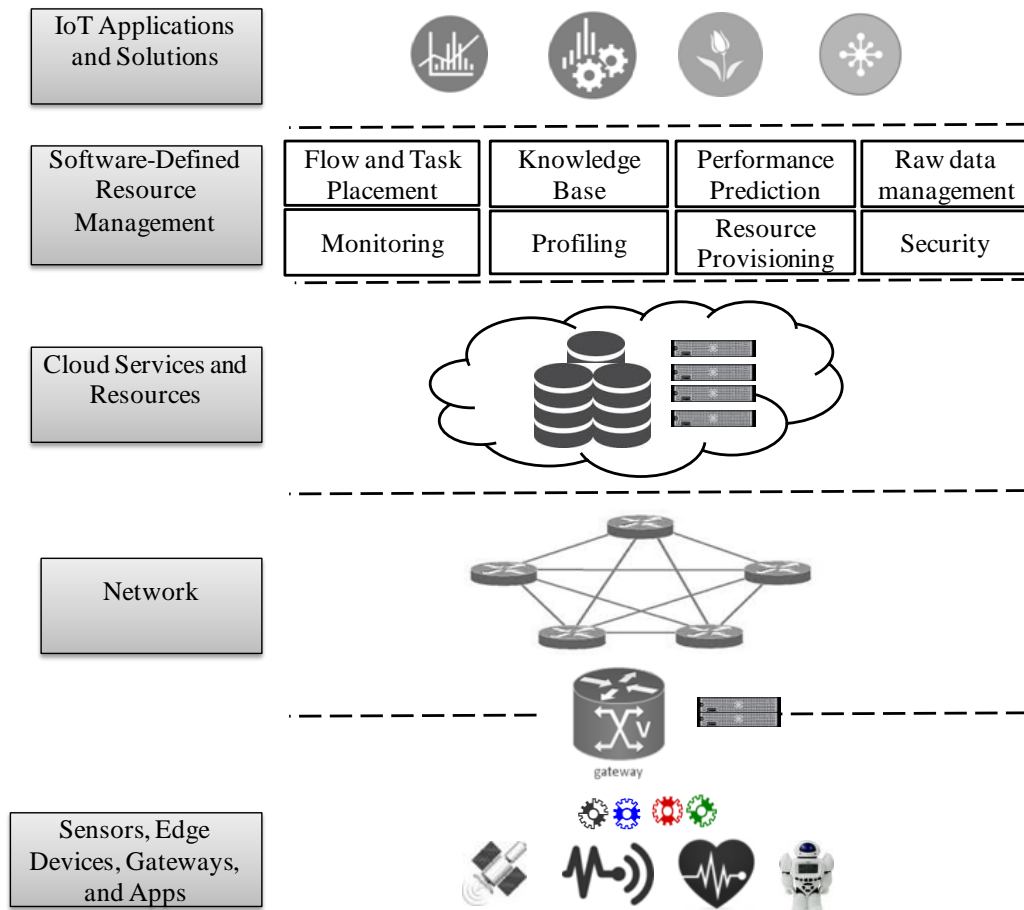 IoT Applications
and Solutions
Software-Defined
Resource
Management
Flow and Task
Placement
Knowledge
Base
Performance
Prediction
Raw data
management
Monitoring
Profiling
Resource
Provisioning
Security
Cloud Services and
Resources
Network
V
gateway
Sensors, Edge
Devices, Gateways,
and Apps